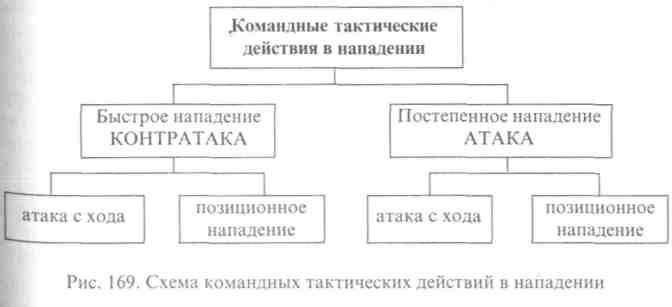 Командные тактические
действия в нападении
Быстрое нападение
КОНТРАТАКА
Постепенное нападение
АТАКА
атака с хода
позиционное
нападение
атака с хода
позиционное
нападение
Рис. 169. Схема командных тактических действий в нападении